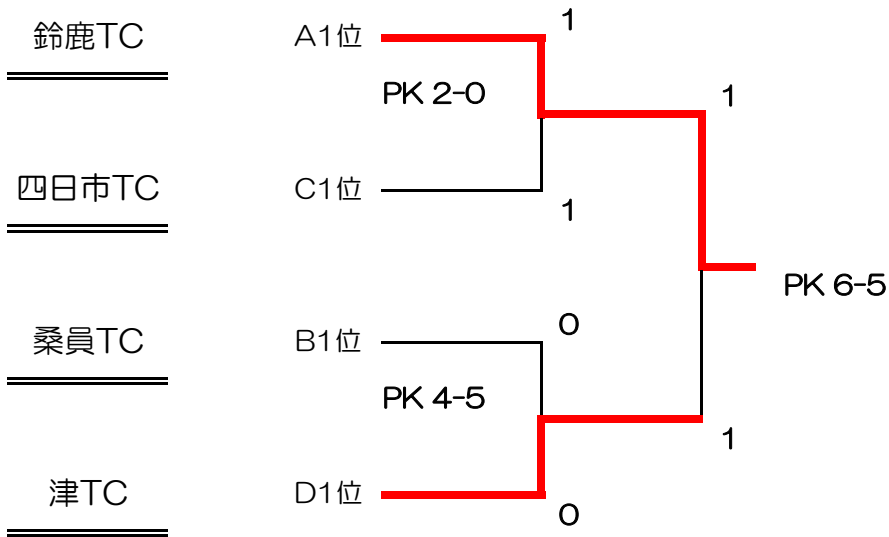 鈴鹿TC A1位 1
PK 2-0 1
四日市TC C1位 1
PK 6-5
桑員TC B1位 0
PK 4-5 1
津TC D1位 0